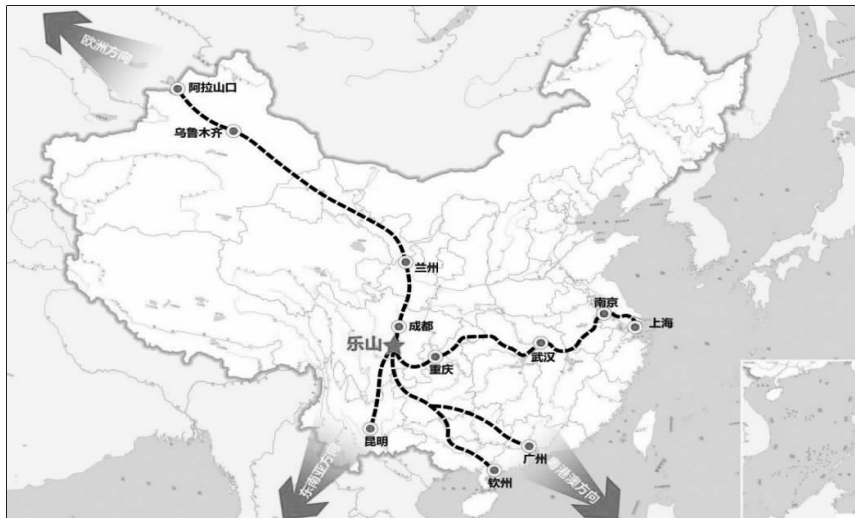 欧洲方向
阿拉山口
乌鲁木齐
兰州
成都
乐山
重庆
武汉
南京
上海
昆明
广州
钦州
东南亚方向
港澳方向